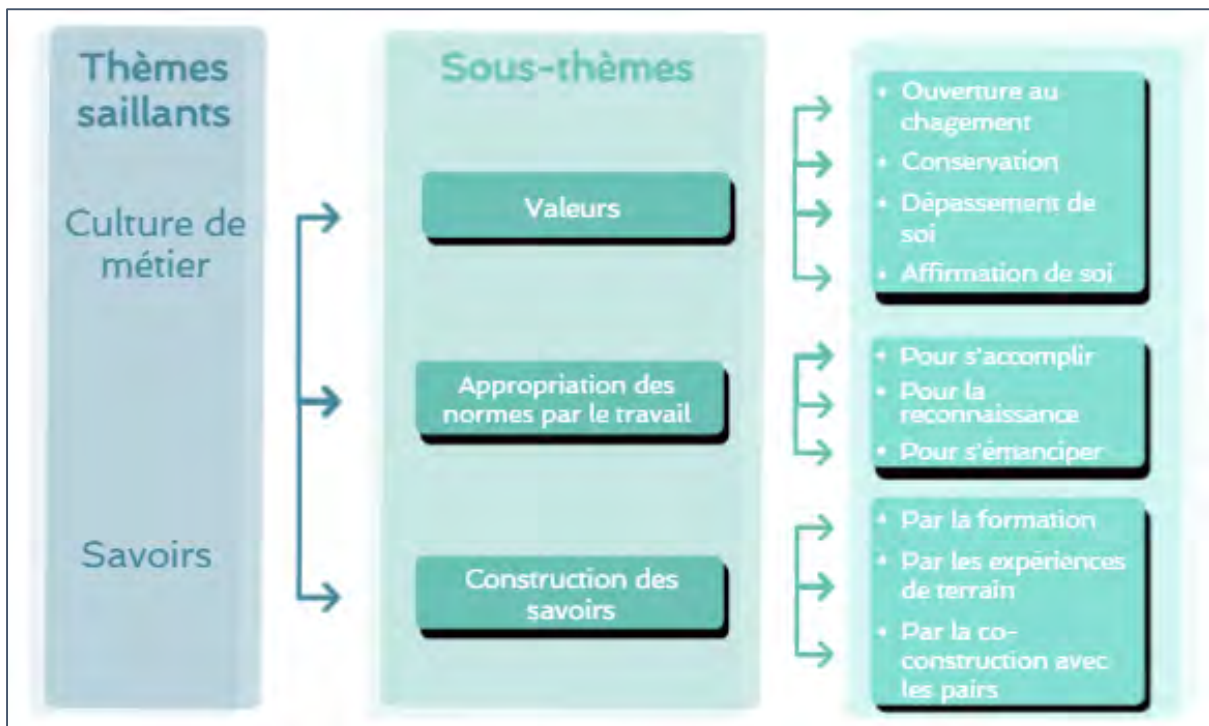 Thèmes
saillants
Culture de
métier
Savoirs
Sous-thèmes
Valeurs
Appropriation des
normes par le travail
Construction des
savoirs
• Ouverture au
chagement
• Conservation
• Dépassement de
soi
• Affirmation de soi
• Pour s'accomplir
• Pour la
reconnaissance
• Pour s'émanciper
• Par la formation
• Par les expériences
de terrain
• Par la co-
construction avec
les pairs